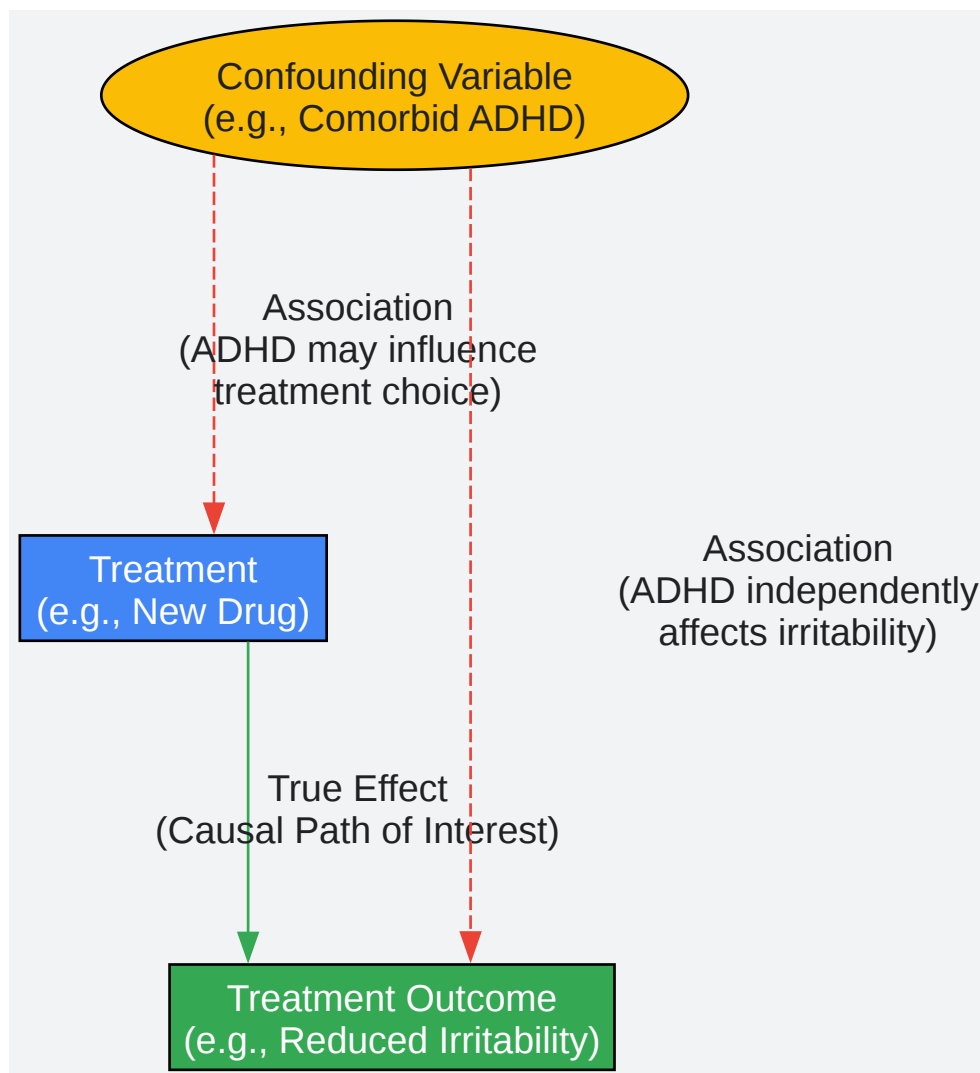 Confounding Variable
(e.g., Comorbid ADHD)
Association
(ADHD may influence
treatment choice)
Treatment
(e.g., New Drug)
Association
(ADHD independently
affects irritability)
True Effect
(Causal Path of Interest)
Treatment Outcome
(e.g., Reduced Irritability)